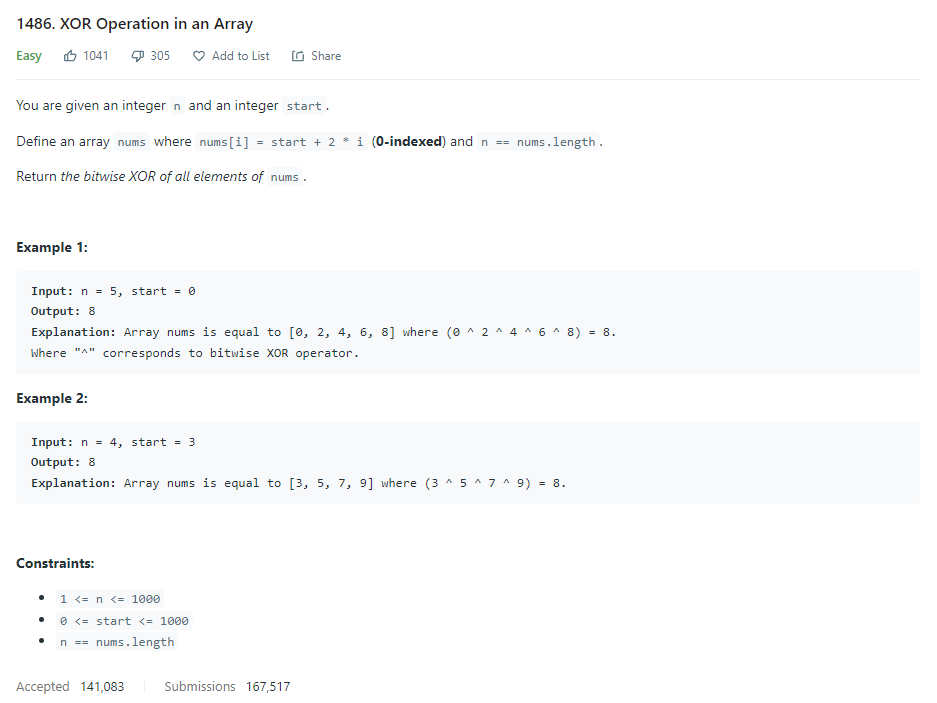 1486. XOR Operation in an Array
Easy 1041 305 Add to List Share
You are given an integer n and an integer start.
Define an array nums where nums[i] = start + 2 * i (0-indexed) and n == nums.length.
Return the bitwise XOR of all elements of nums.
Example 1:
Input: n = 5, start = 0
Output: 8
Explanation: Array nums is equal to [0, 2, 4, 6, 8] where (0 ^ 2 ^ 4 ^ 6 ^ 8) = 8.
Where "^" corresponds to bitwise XOR operator.
Example 2:
Input: n = 4, start = 3
Output: 8
Explanation: Array nums is equal to [3, 5, 7, 9] where (3 ^ 5 ^ 7 ^ 9) = 8.
Constraints:
• 1 <= n <= 1000
• 0 <= start <= 1000
• n == nums.length
Accepted 141,083 Submissions 167,517